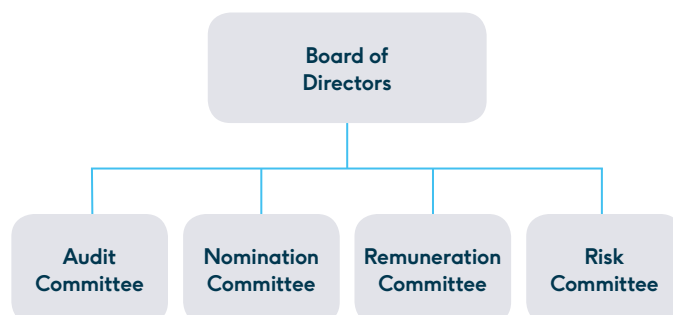 Board of
Directors
Audit
Committee
Nomination
Committee
Remuneration
Committee
Risk
Committee